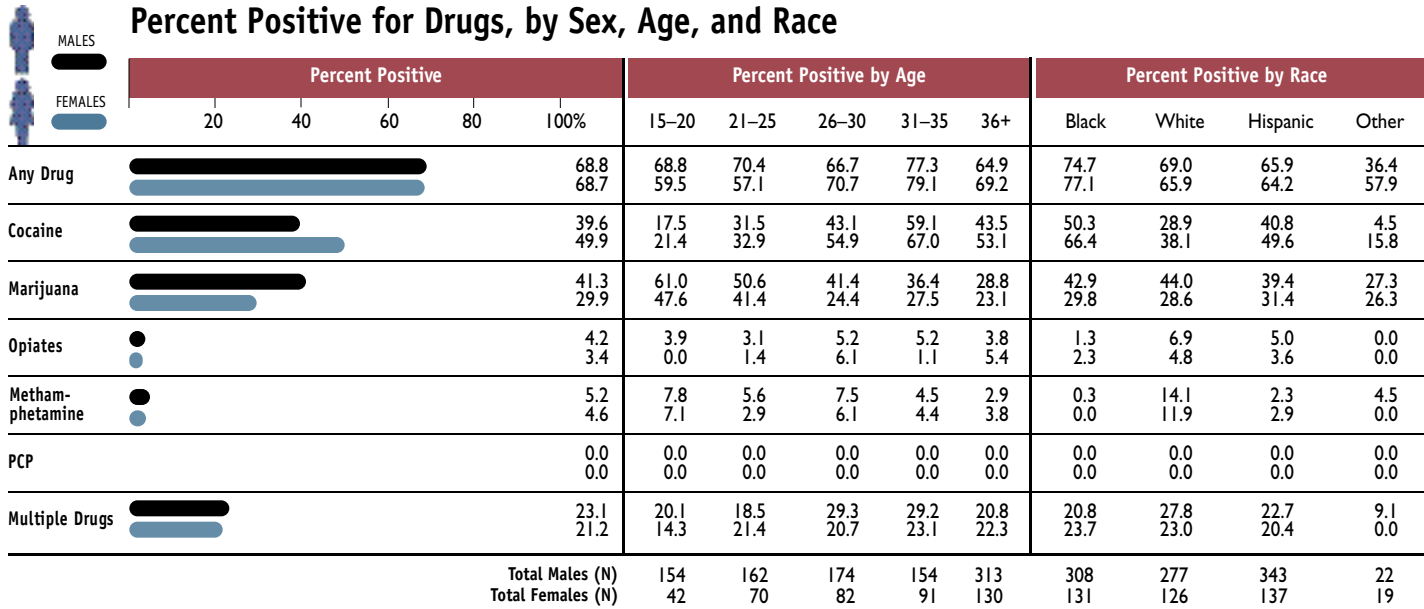 Percent Positive for Drugs, by Sex, Age, and Race
MALES
FEMALES
Percent Positive Percent Positive by Age Percent Positive by Race
20 40 60 80 100% 15–20 21–25 26–30 31–35 36+ Black White Hispanic Other
Any Drug 68.8 68.8 70.4 66.7 77.3 64.9 74.7 69.0 65.9 36.4
68.7 59.5 57.1 70.7 79.1 69.2 77.1 65.9 64.2 57.9
Cocaine 39.6 17.5 31.5 43.1 59.1 43.5 50.3 28.9 40.8 4.5
49.9 21.4 32.9 54.9 67.0 53.1 66.4 38.1 49.6 15.8
Marijuana 41.3 61.0 50.6 41.4 36.4 28.8 42.9 44.0 39.4 27.3
29.9 47.6 41.4 24.4 27.5 23.1 29.8 28.6 31.4 26.3
Opiates 4.2 3.9 3.1 5.2 5.2 3.8 1.3 6.9 5.0 0.0
3.4 0.0 1.4 6.1 1.1 5.4 2.3 4.8 3.6 0.0
Metham-
phetamine
5.2 7.8 5.6 7.5 4.5 2.9 0.3 14.1 2.3 4.5
4.6 7.1 2.9 6.1 4.4 3.8 0.0 11.9 2.9 0.0
PCP 0.0 0.0 0.0 0.0 0.0 0.0 0.0 0.0 0.0 0.0
0.0 0.0 0.0 0.0 0.0 0.0 0.0 0.0 0.0 0.0
Multiple Drugs 23.1 20.1 18.5 29.3 29.2 20.8 20.8 27.8 22.7 9.1
21.2 14.3 21.4 20.7 23.1 22.3 23.7 23.0 20.4 0.0
Total Males (N) 154 162 174 154 313 308 277 343 22
Total Females (N) 42 70 82 91 130 131 126 137 19